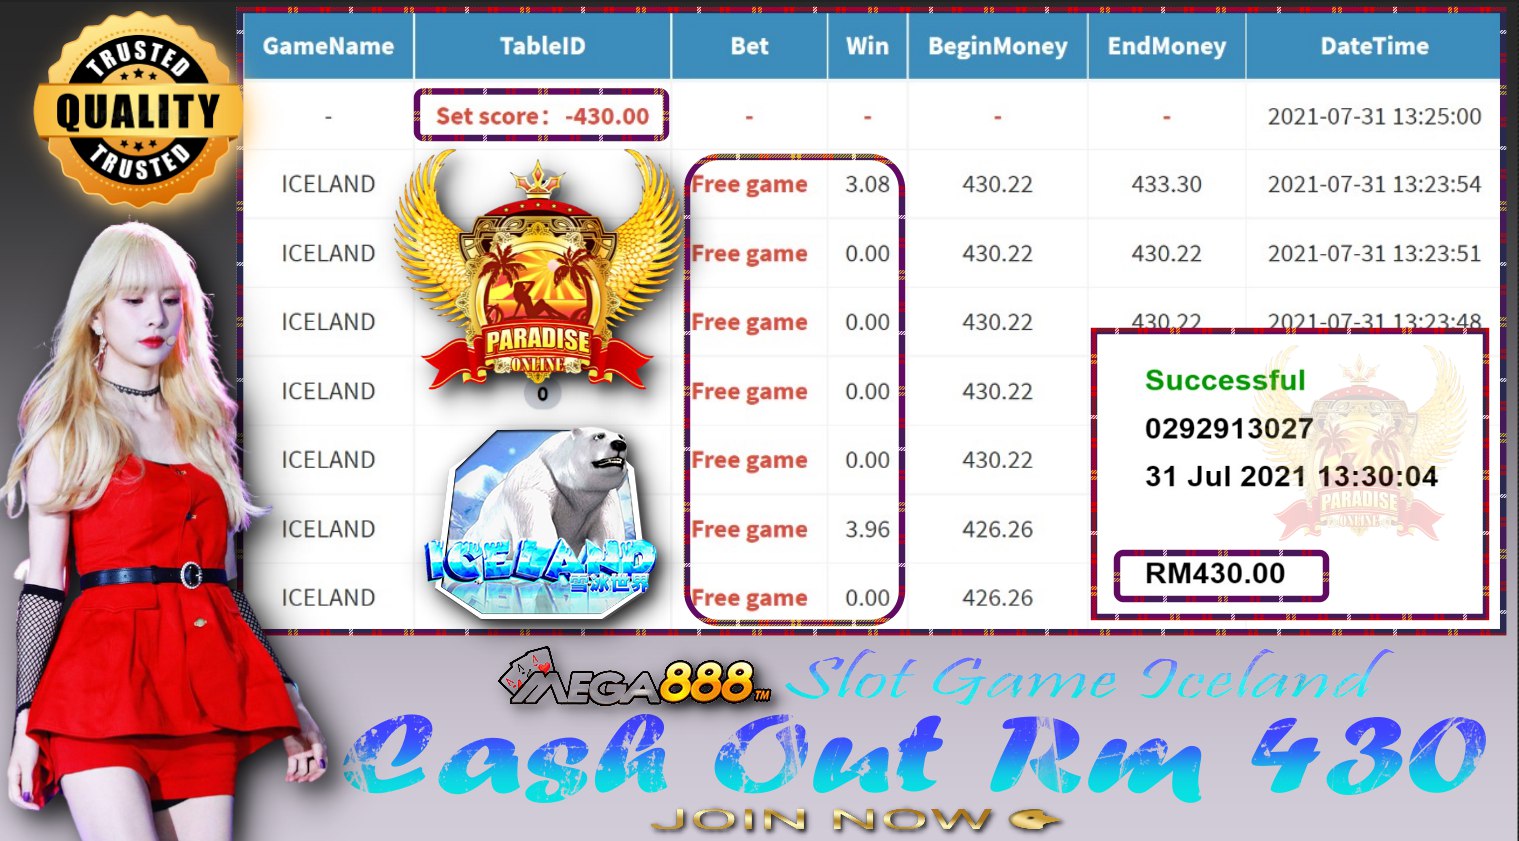 TRUSTED
QUALITY
TRUSTED
GameName TableID Bet Win BeginMoney EndMoney DateTime
- Set score: -430.00 - - - - 2021-07-31 13:25:00
ICELAND Free game 3.08 430.22 433.30 2021-07-31 13:23:54
ICELAND Free game 0.00 430.22 430.22 2021-07-31 13:23:51
ICELAND Free game 0.00 430.22 430.22 2021-07-31 13:23:48
PARADISE
ONLINE
ICELAND 0 Free game 0.00 430.22
ICELAND Free game 0.00 430.22
ICELAND Free game 3.96 426.26
ICELAND Free game 0.00 426.26
ICELAND
雪冰世界
Successful
0292913027
31 Jul 2021 13:30:04
PARADISE
ONLINE
RM430.00
MEGA888 TM Slot Game Iceland
Cash Out Rm 430
JOIN NOW